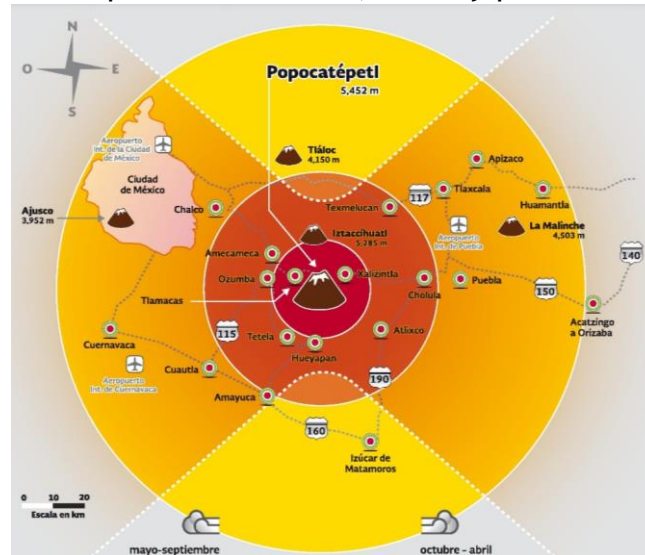 N
O
E
S
Popocatépetl
5,452 m
Aeropuerto
Int. de la Ciudad
de México
Tláloc
4,150 m
Apizaco
Ciudad
de México
Tlaxcala
Huamantla
117
Ajusco
3,952 m
Chalco
Texmelucan
La Malinche
4,503 m
Aeropuerto
Int. de Puebla
Iztaccíhuatl
5,285 m
140
Amecameca
Ozumba
Xalizintla
Cholula
Puebla
150
Tlamacas
Acatzingo
a Orizaba
Cuernavaca
115
Tetela
Hueyapan
Atlixco
Aeropuerto
Int. de Cuernavaca
Cuautla
190
Amayuca
160
Izúcar de
Matamoros
0 10 20
Escala en km
mayo-septiembre
octubre - abril